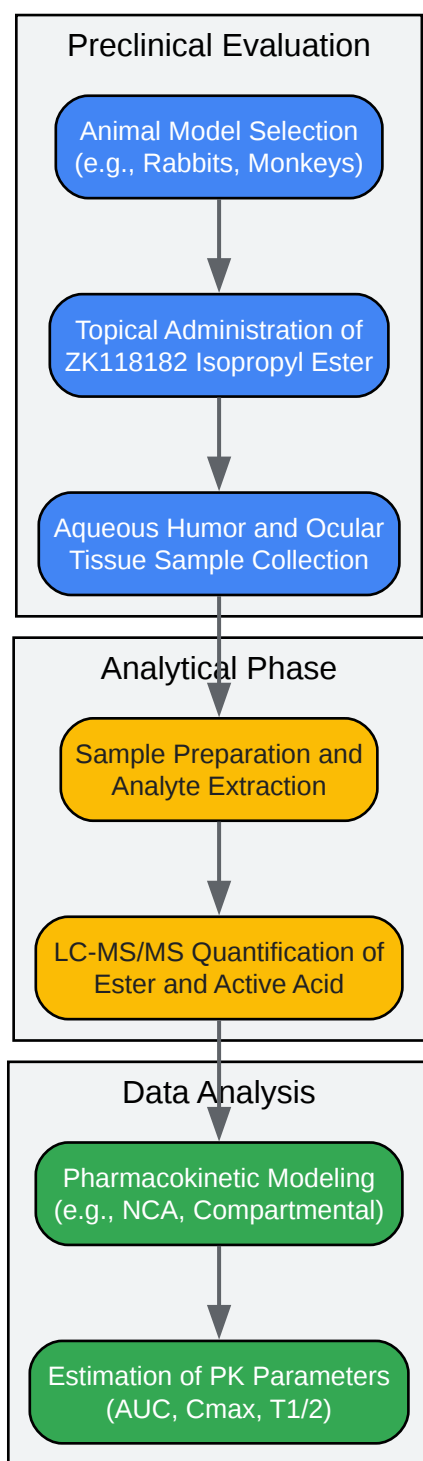 Preclinical Evaluation
Animal Model Selection
(e.g., Rabbits, Monkeys)
Topical Administration of
ZK118182 Isopropyl Ester
Aqueous Humor and Ocular
Tissue Sample Collection
Analytical Phase
Sample Preparation and
Analyte Extraction
LC-MS/MS Quantification of
Ester and Active Acid
Data Analysis
Pharmacokinetic Modeling
(e.g., NCA, Compartmental)
Estimation of PK Parameters
(AUC, Cmax, T1/2)